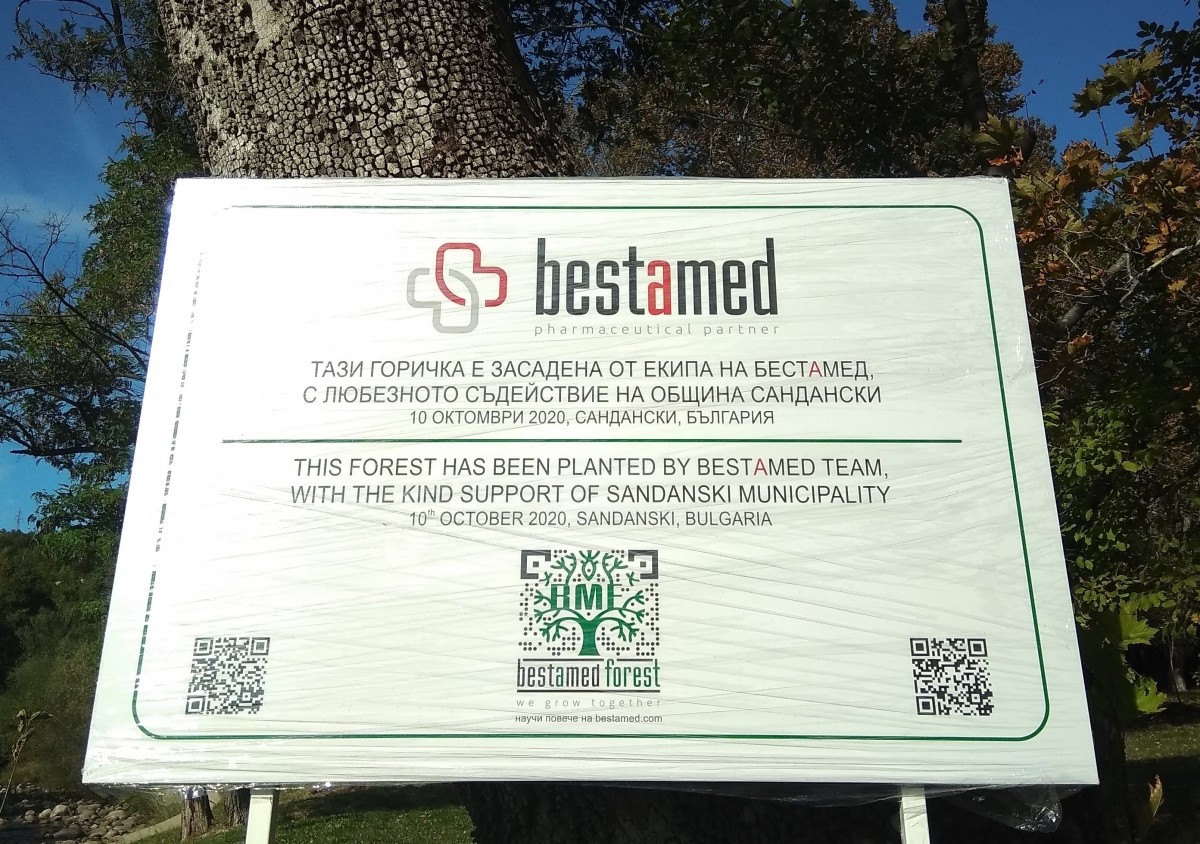 bestamed
pharmaceutical partner
ТАЗИ ГОРИЧКА Е ЗАСАДЕНА ОТ ЕКИПА НА БЕСТАМЕД,
С ЛЮБЕЗНОТО СЪДЕЙСТВИЕ НА ОБЩИНА САНДАНСКИ
10 ОКТОМВРИ 2020, САНДАНСКИ, БЪЛГАРИЯ
THIS FOREST HAS BEEN PLANTED BY BESTAMED TEAM,
WITH THE KIND SUPPORT OF SANDANSKI MUNICIPALITY
10th OCTOBER 2020, SANDANSKI, BULGARIA
BMF
bestamed forest
we grow together
научи повече на bestamed.com